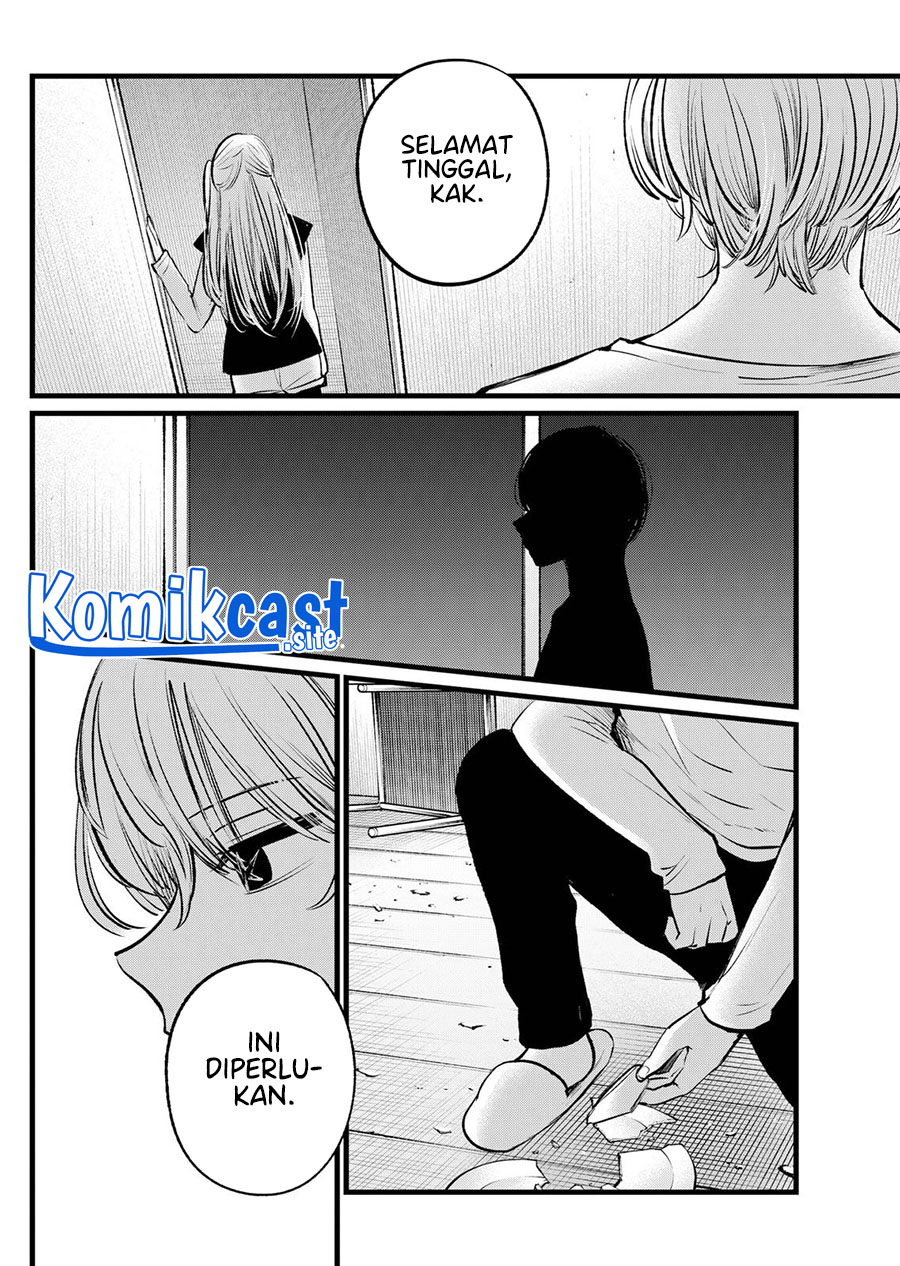 SELAMAT
TINGGAL,
KAK.
Komikcast
.site
INI
DIPERLU-
KAN.